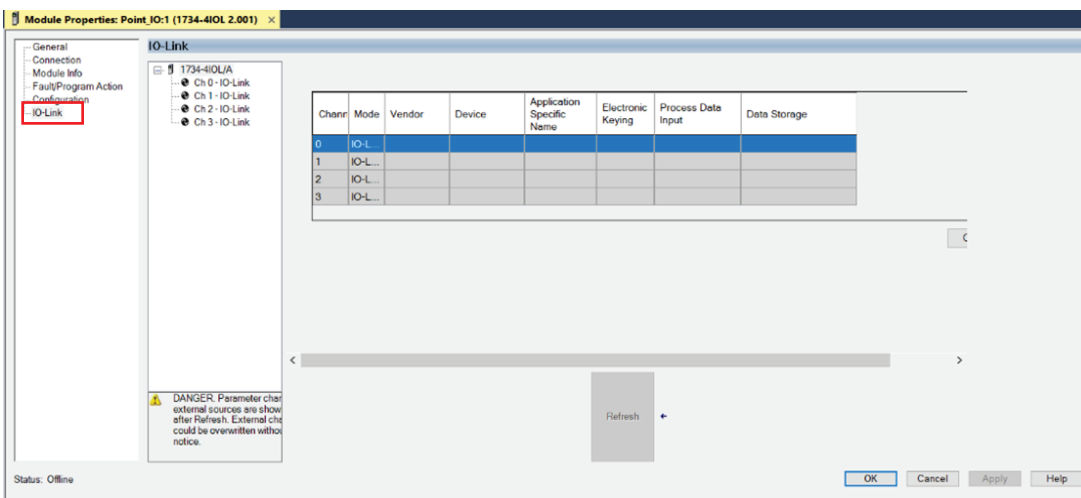 Module Properties: Point_IO:1 (1734-4IOL 2.001) ×
General
Connection
Module Info
Fault/Program Action
Configuration
IO-Link
IO-Link
1734-4IOL/A
Ch 0 - IO-Link
Ch 1 - IO-Link
Ch 2 - IO-Link
Ch 3 - IO-Link
Chann Mode Vendor Device Application Specific Name Electronic Keying Process Data Input Data Storage
0 IO-L...
1 IO-L...
2 IO-L...
3 IO-L...
DANGER. Parameter char
external sources are show
after Refresh. External cha
could be overwritten withou
notice.
Refresh
Status: Offline
OK Cancel Apply Help